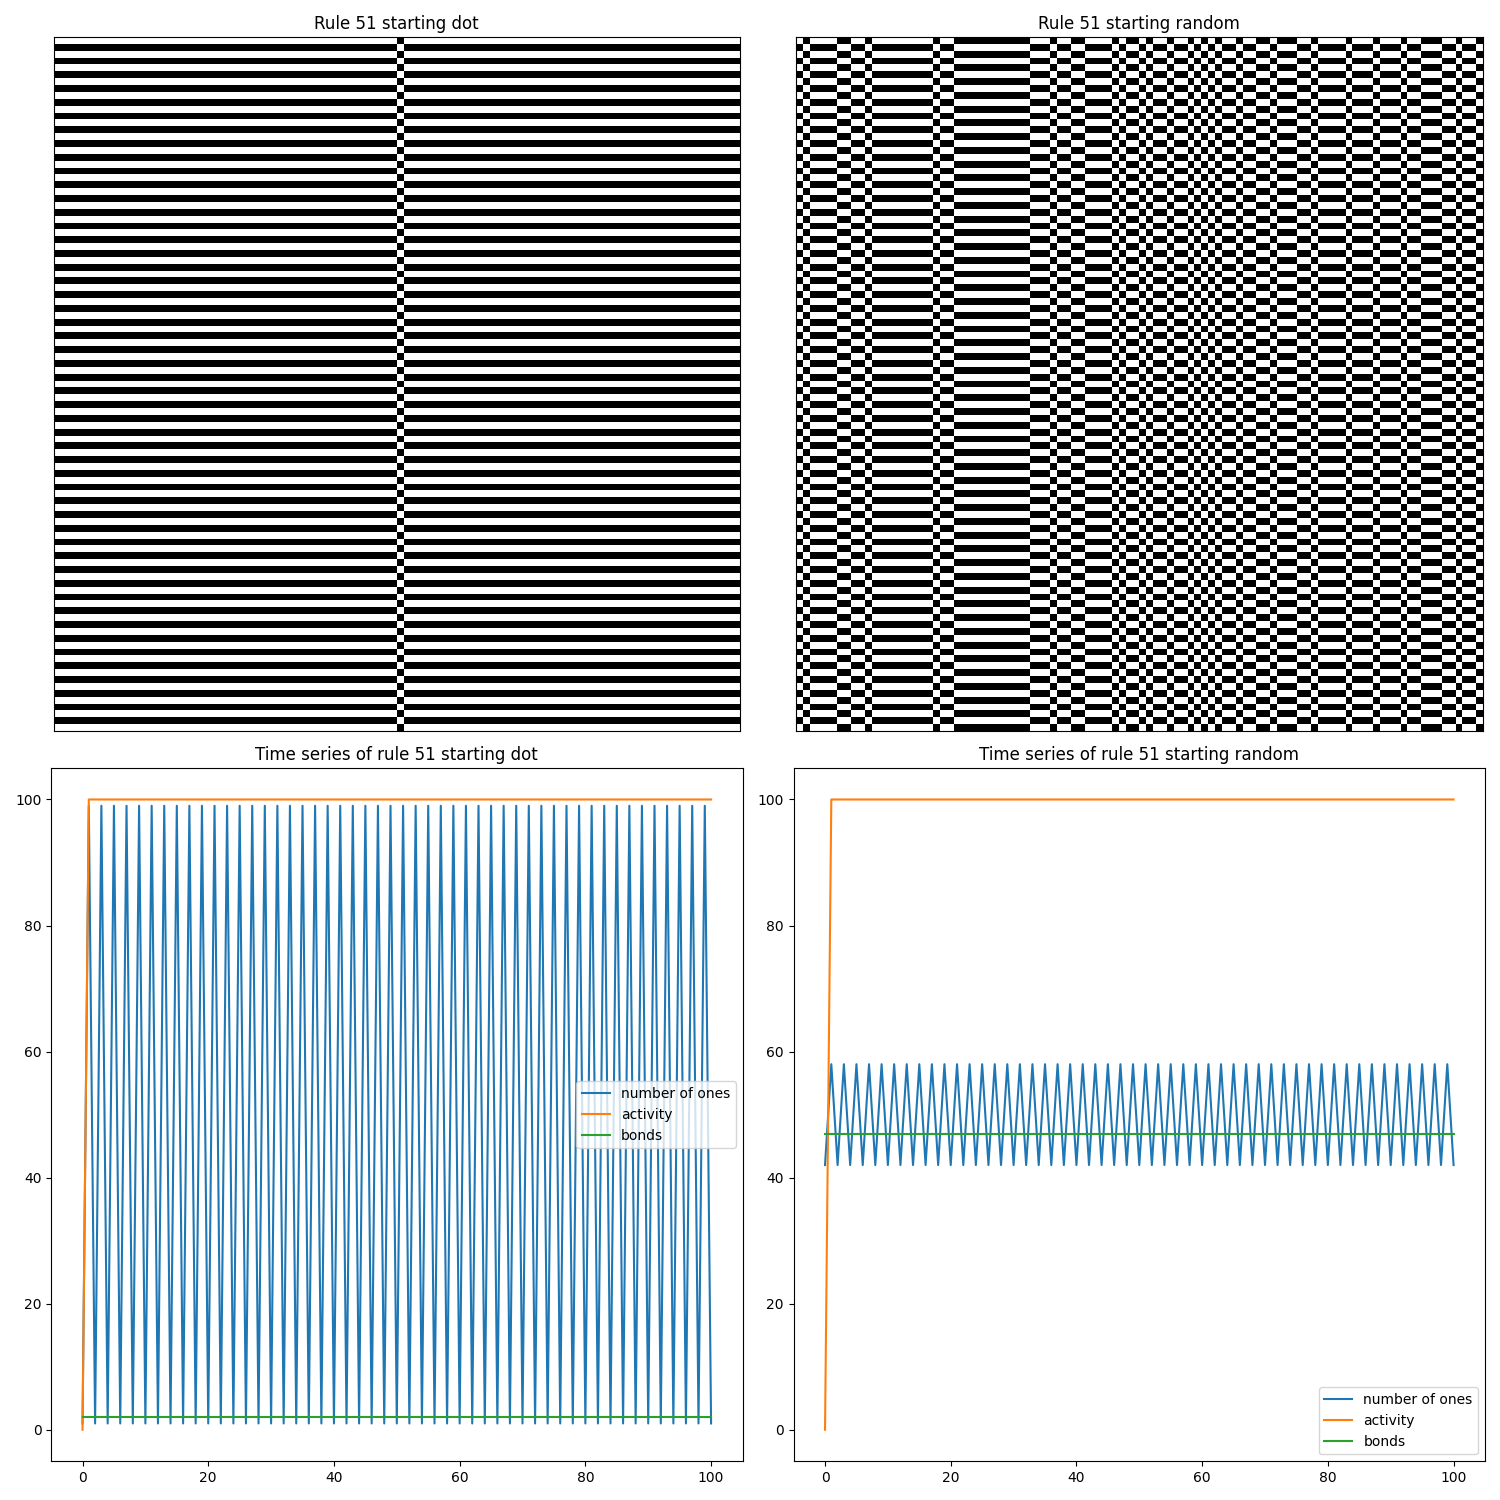 Rule 51 starting dot
Rule 51 starting random
Time series of rule 51 starting dot
100
80
60
40
20
0
0 20 40 60 80 100
number of ones
activity
bonds
Time series of rule 51 starting random
100
80
60
40
20
0
0 20 40 60 80 100
number of ones
activity
bonds